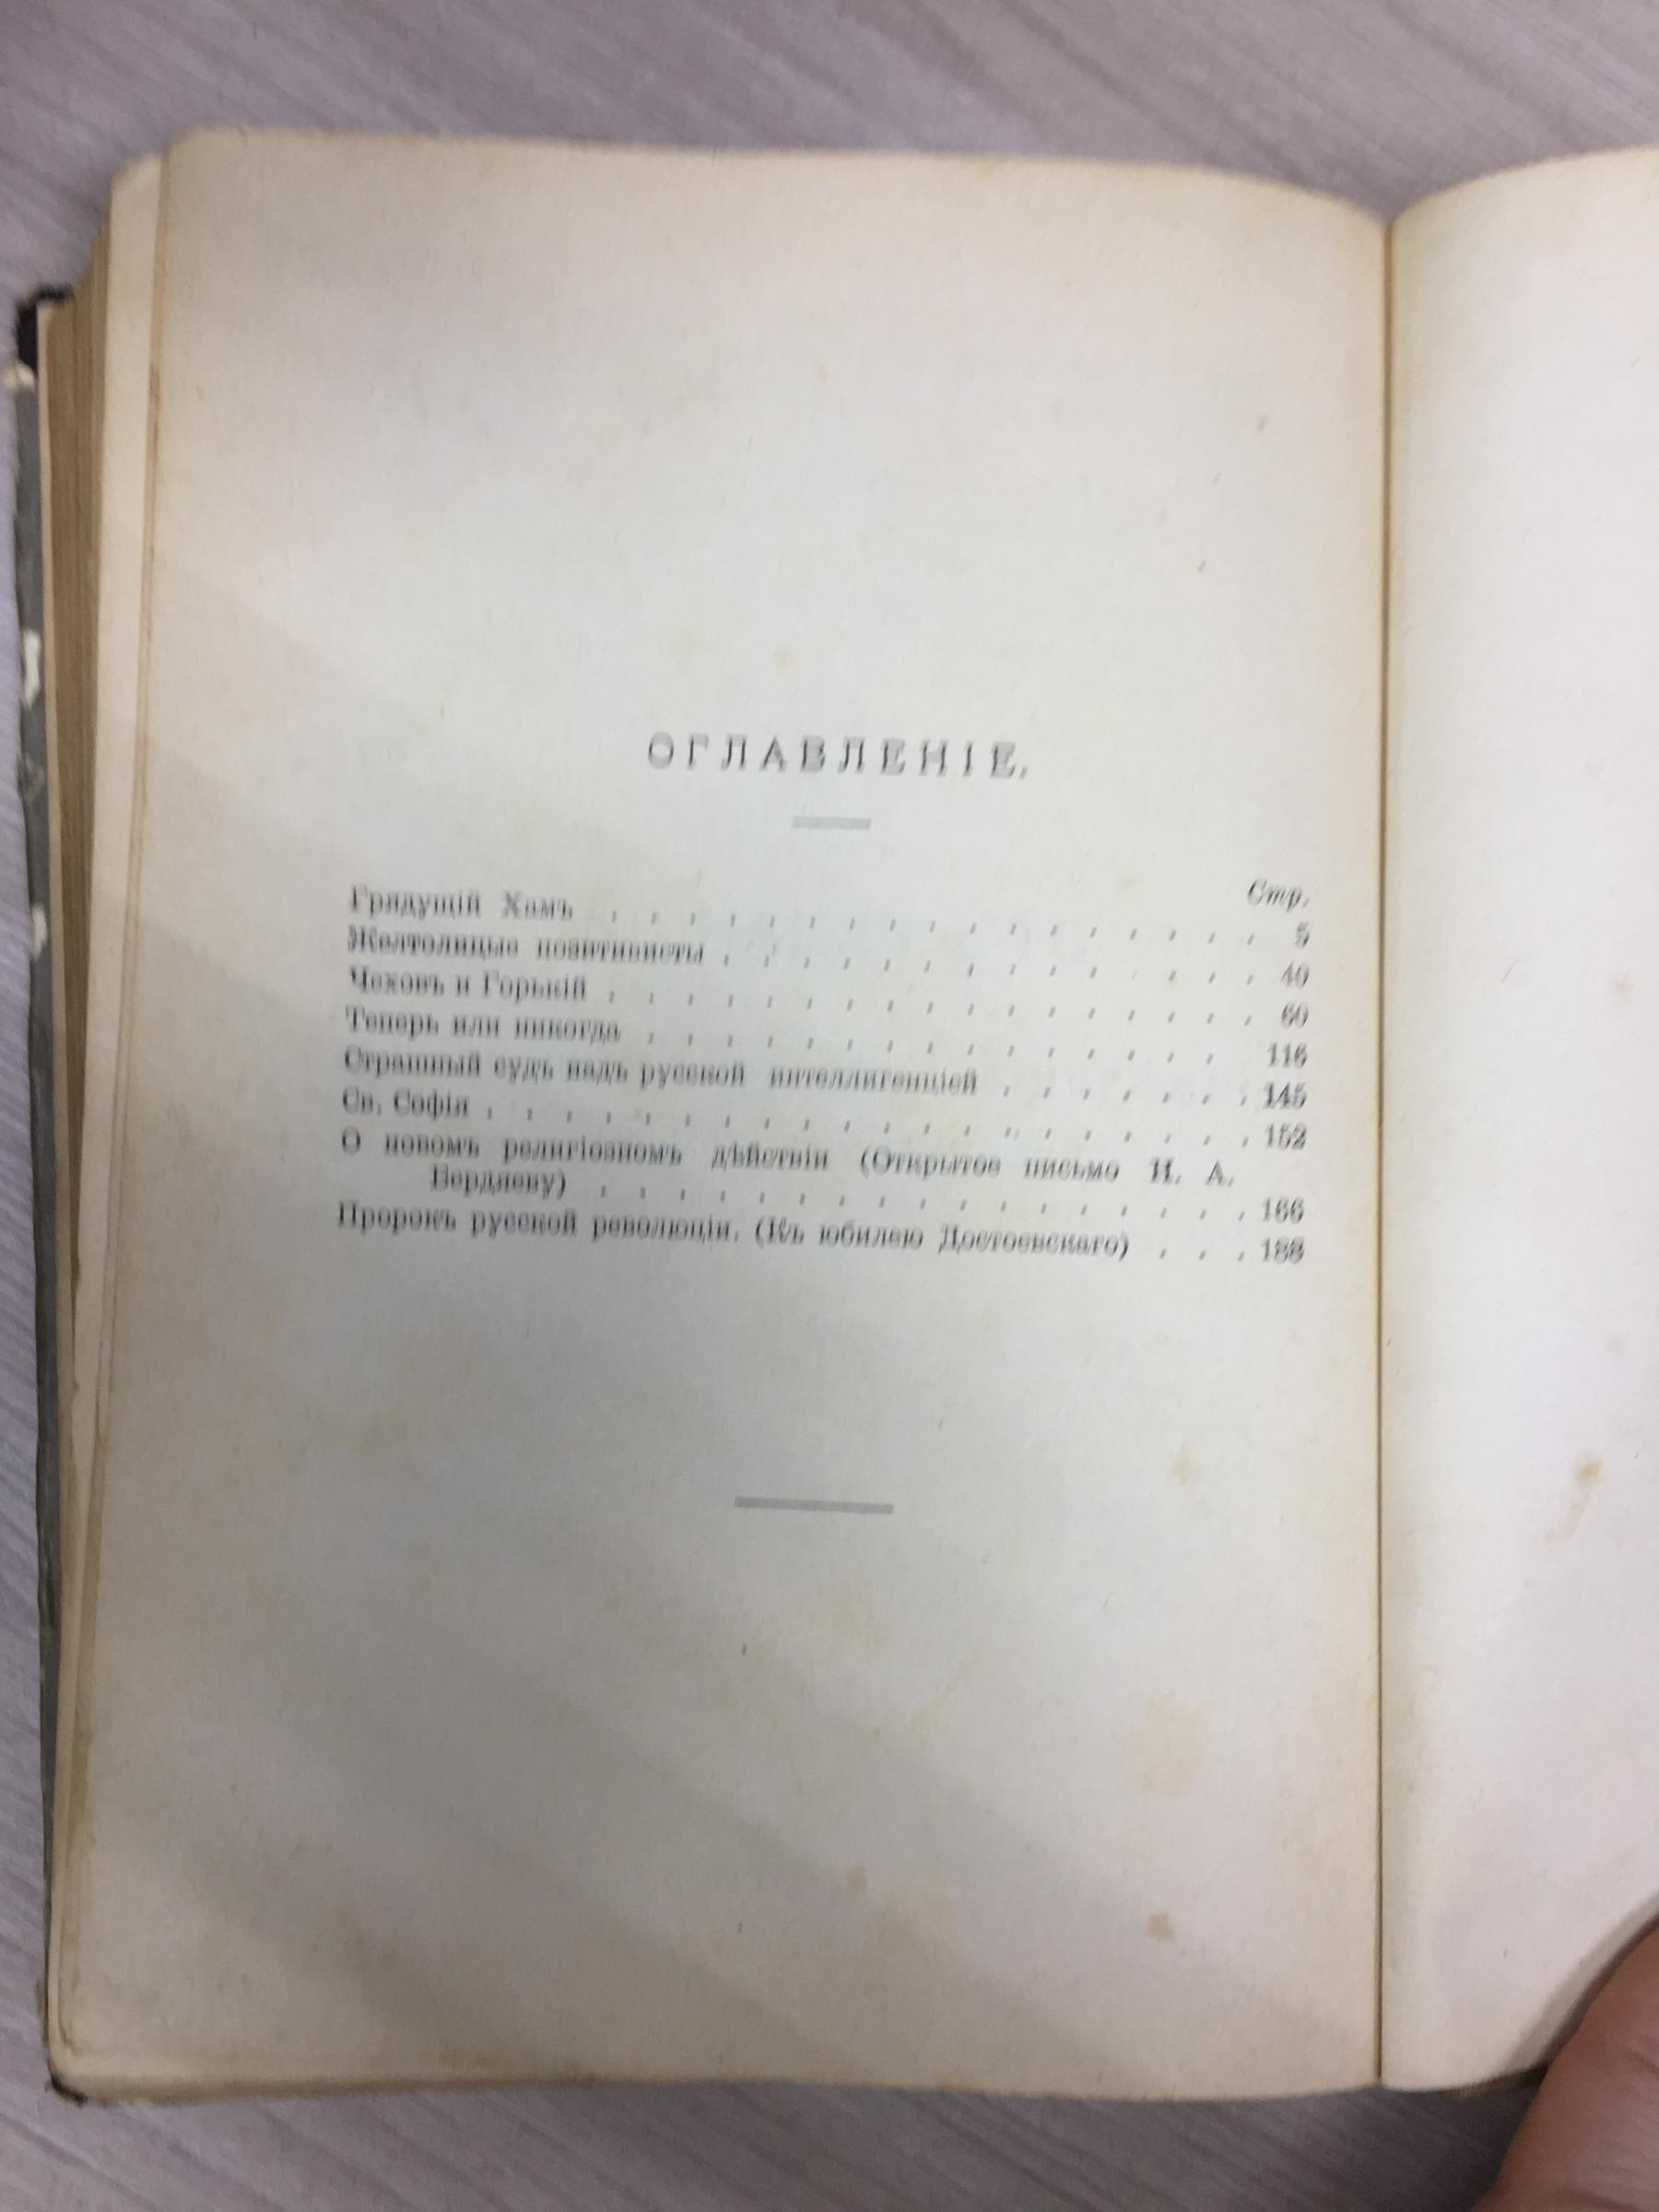 ОГЛАВЛЕНІЕ.
Стр.
Грядущій Хамъ . . . . . . . . . . . . . . . . . 5
Желтолицые позитивисты . . . . . . . . . . . . . . 40
Чеховъ и Горькій . . . . . . . . . . . . . . . . . 60
Теперь или никогда . . . . . . . . . . . . . . . 116
Страшный судъ надъ русской интеллигенціей . . . . . . . 145
Св. Софія . . . . . . . . . . . . . . . . . . . . 152
О новомъ религіозномъ дѣйствіи (Открытое письмо Н. А.
Бердяеву) . . . . . . . . . . . . . . . . . 166
Пророкъ русской революціи. (Къ юбилею Достоевскаго) . . . 188